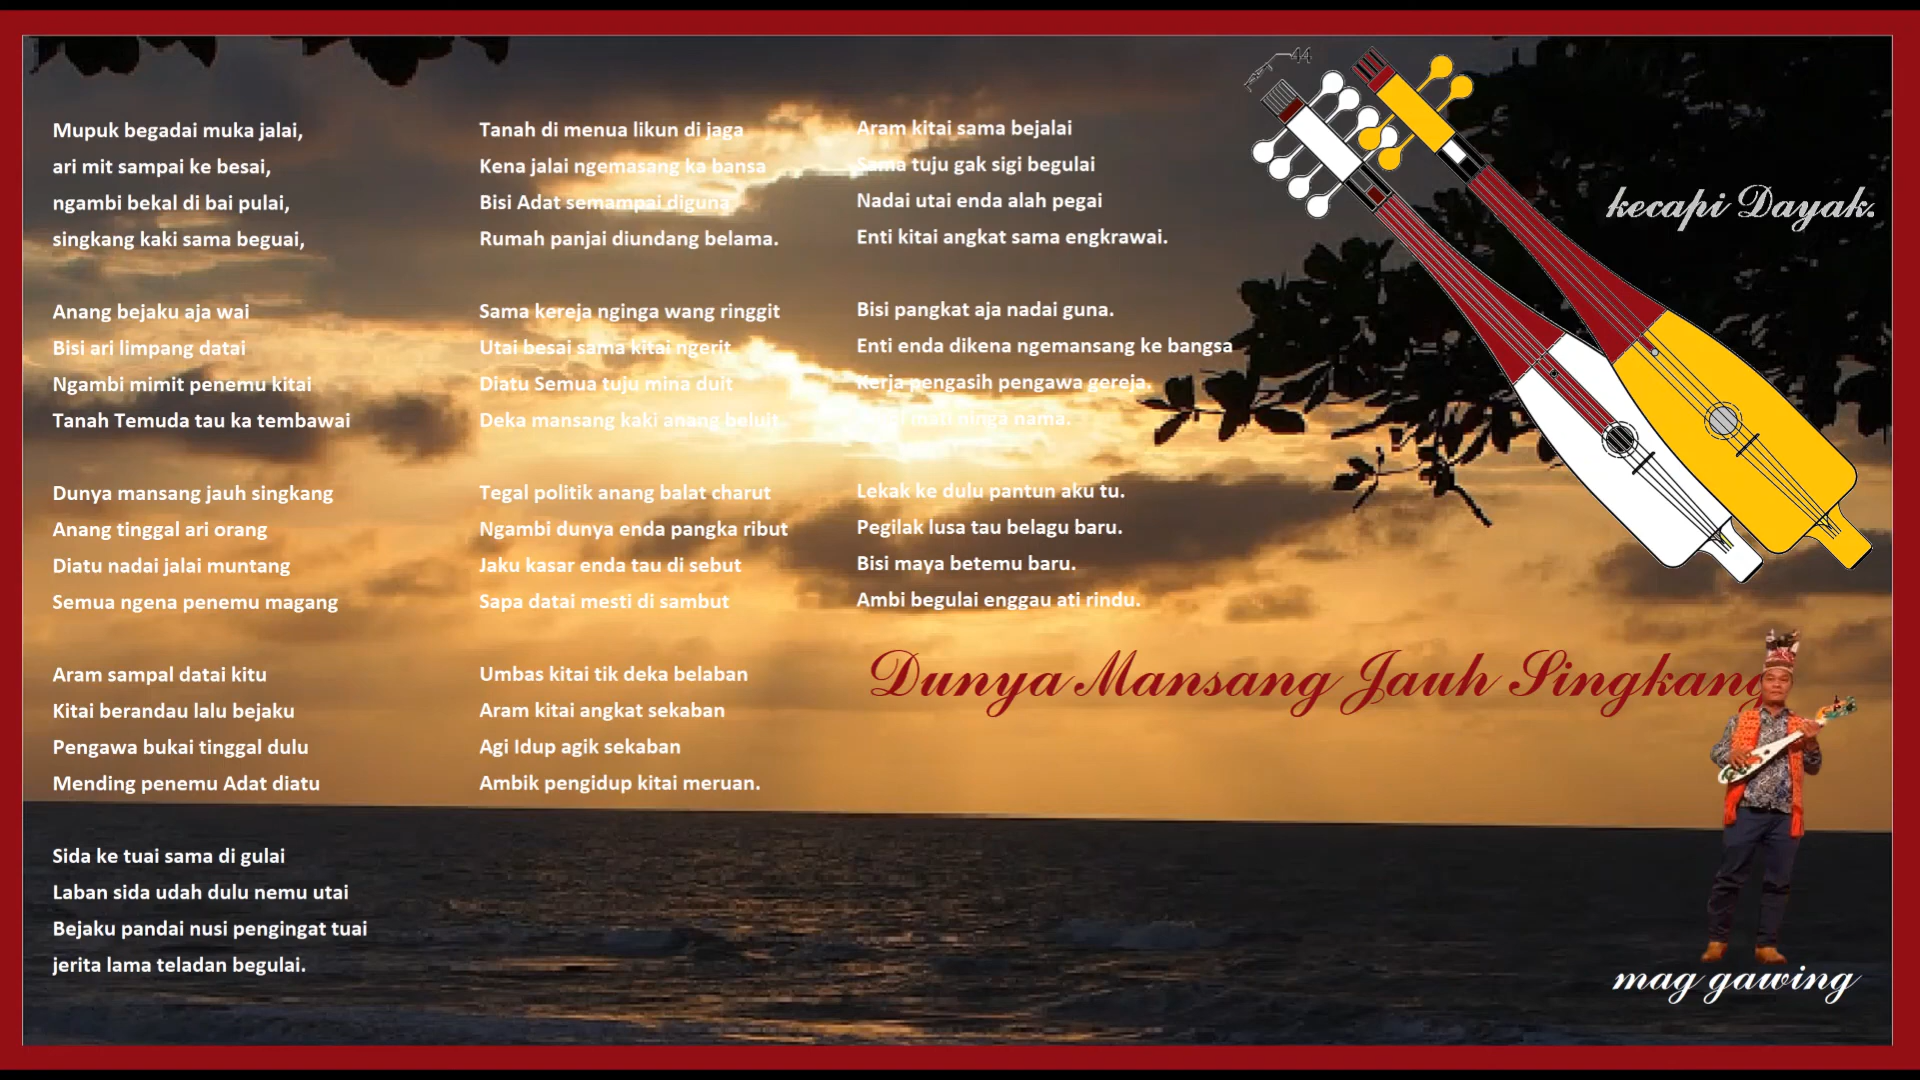 Mupuk begadai muka jalai,
ari mit sampai ke besai,
ngambi bekal di bai pulai,
singkang kaki sama beguai,
Anang bejaku aja wai
Bisi ari limpang datai
Ngambi mimit penemu kitai
Tanah Temuda tau ka tembawai
Dunya mansang jauh singkang
Anang tinggal ari orang
Diatu nadai jalai muntang
Semua ngena penemu magang
Aram sampal datai kitu
Kitai berandau lalu bejaku
Pengawa bukai tinggal dulu
Mending penemu Adat diatu
Sida ke tuai sama di gulai
Laban sida udah dulu nemu utai
Bejaku pandai nusi pengingat tuai
jerita lama teladan begulai.
Tanah di menua likun di jaga
Kena jalai ngemasang ka bansa
Bisi Adat semampai diguna
Rumah panjai diundang belama.
Sama kereja nginga wang ringgit
Utai besai sama kitai ngerit
Diatu Semua tuju mina duit
Deka mansang kaki anang beluit.
Tegal politik anang balat charut
Ngambi dunya enda pangka ribut
Jaku kasar enda tau di sebut
Sapa datai mesti di sambut
Umbas kitai tik deka belaban
Aram kitai angkat sekaban
Agi Idup agik sekaban
Ambik pengidup kitai meruan.
Aram kitai sama bejalai
Sama tuju gak sigi begulai
Nadai utai enda alah pegai
Enti kitai angkat sama engkrawai.
Bisi pangkat aja nadai guna.
Enti enda dikena ngemansang ke bangsa
Kerja pengasih pengawa gereja.
mati ninga nama.
Lekak ke dulu pantun aku tu.
Pegilak lusa tau belagu baru.
Bisi maya betemu baru.
Ambi begulai enggau ati rindu.
44
kecapi Dayak.
Dunya Mansang Jauh Singkang
mag gawing